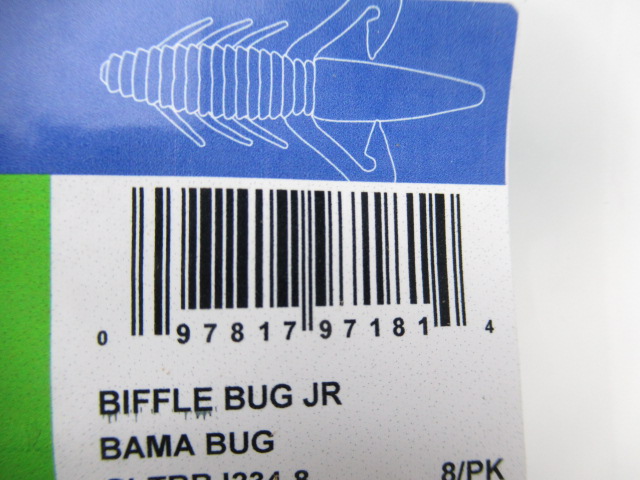 0 97817 97181 4
BIFFLE BUG JR
BAMA BUG
8/PK